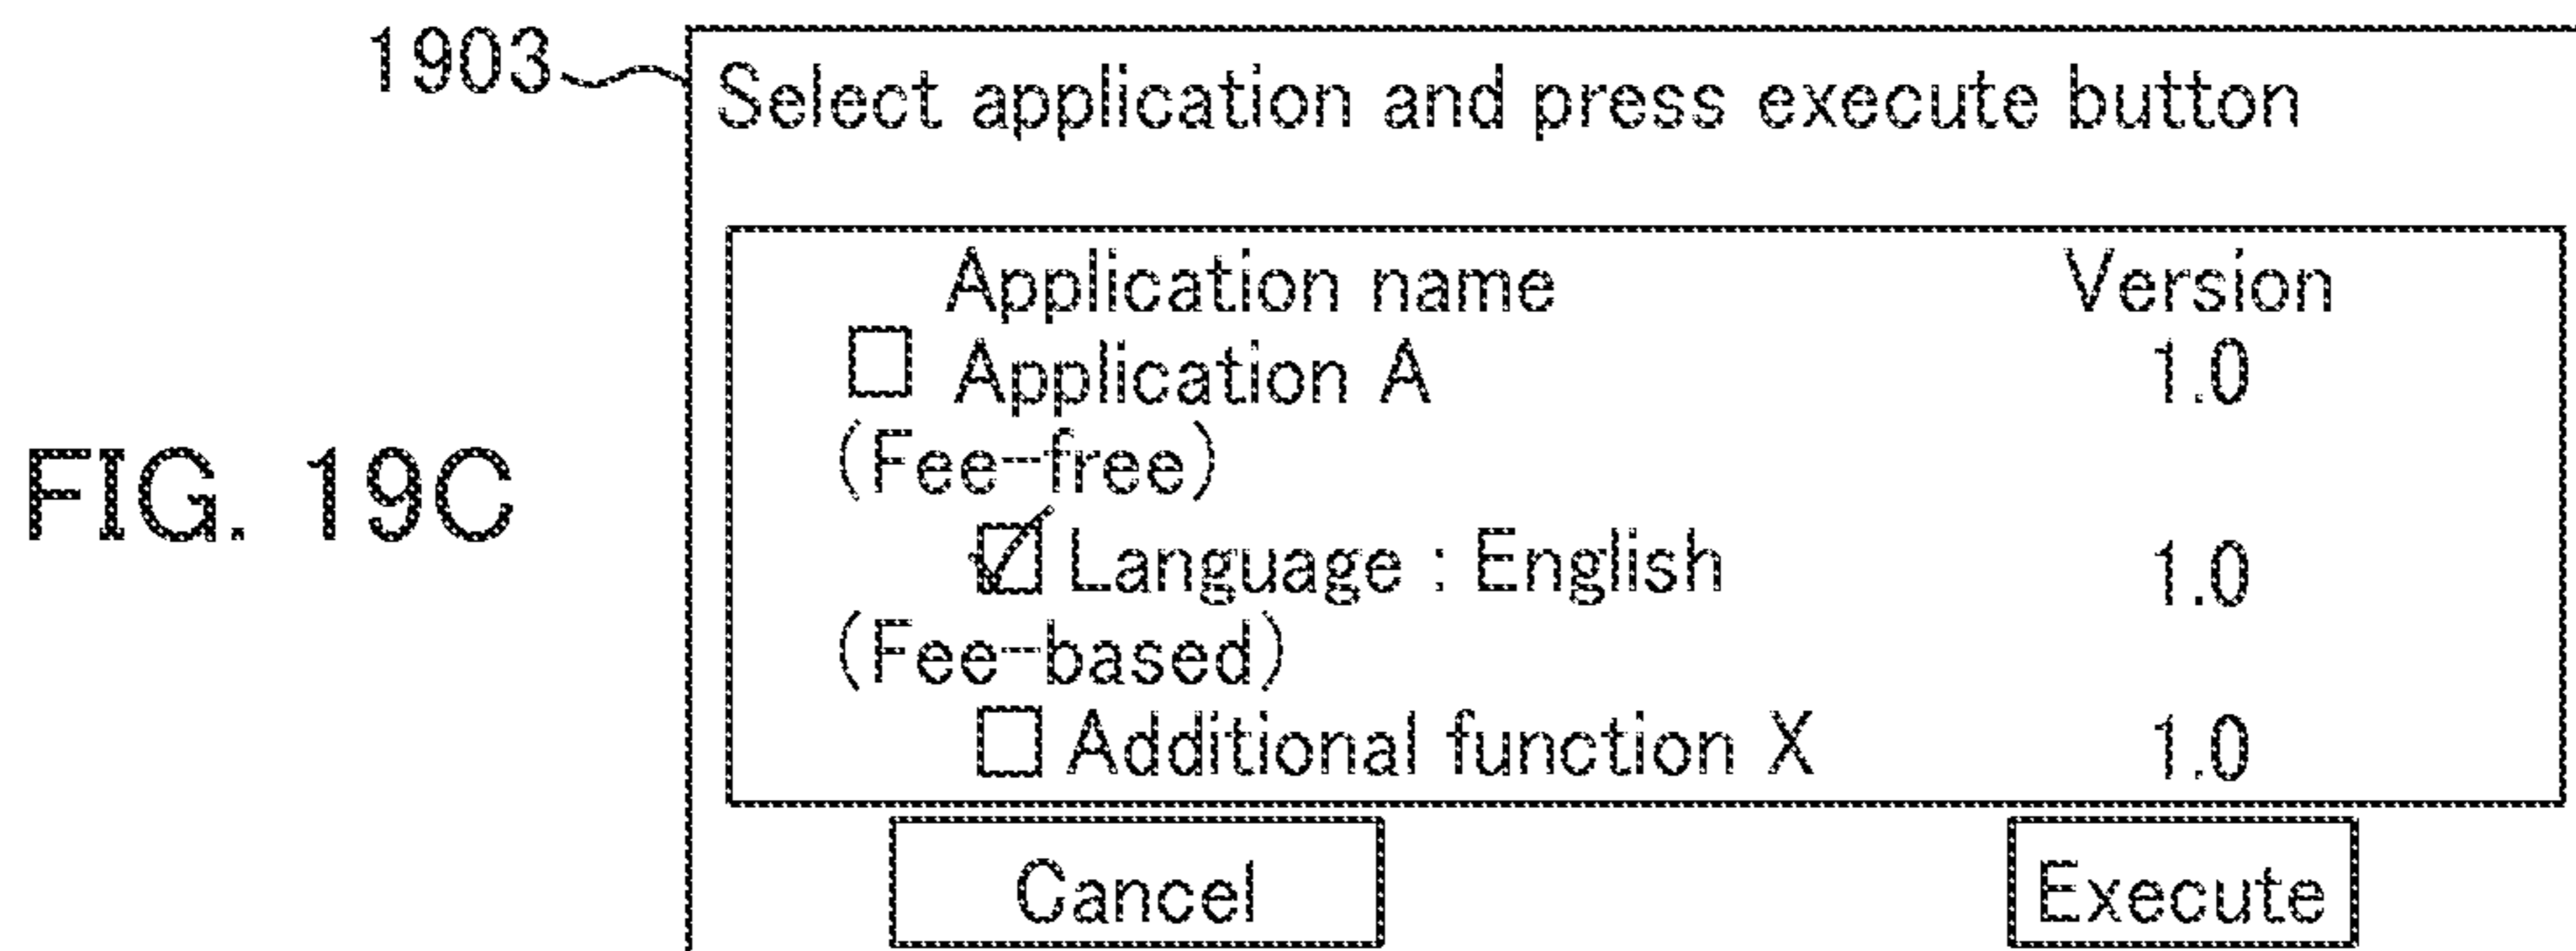 1903
Select application and press execute button
Application name Version
Application A 1.0
(Fee-free)
FIG. 19C
Language : English 1.0
(Fee-based)
Additional function X 1.0
Cancel Execute